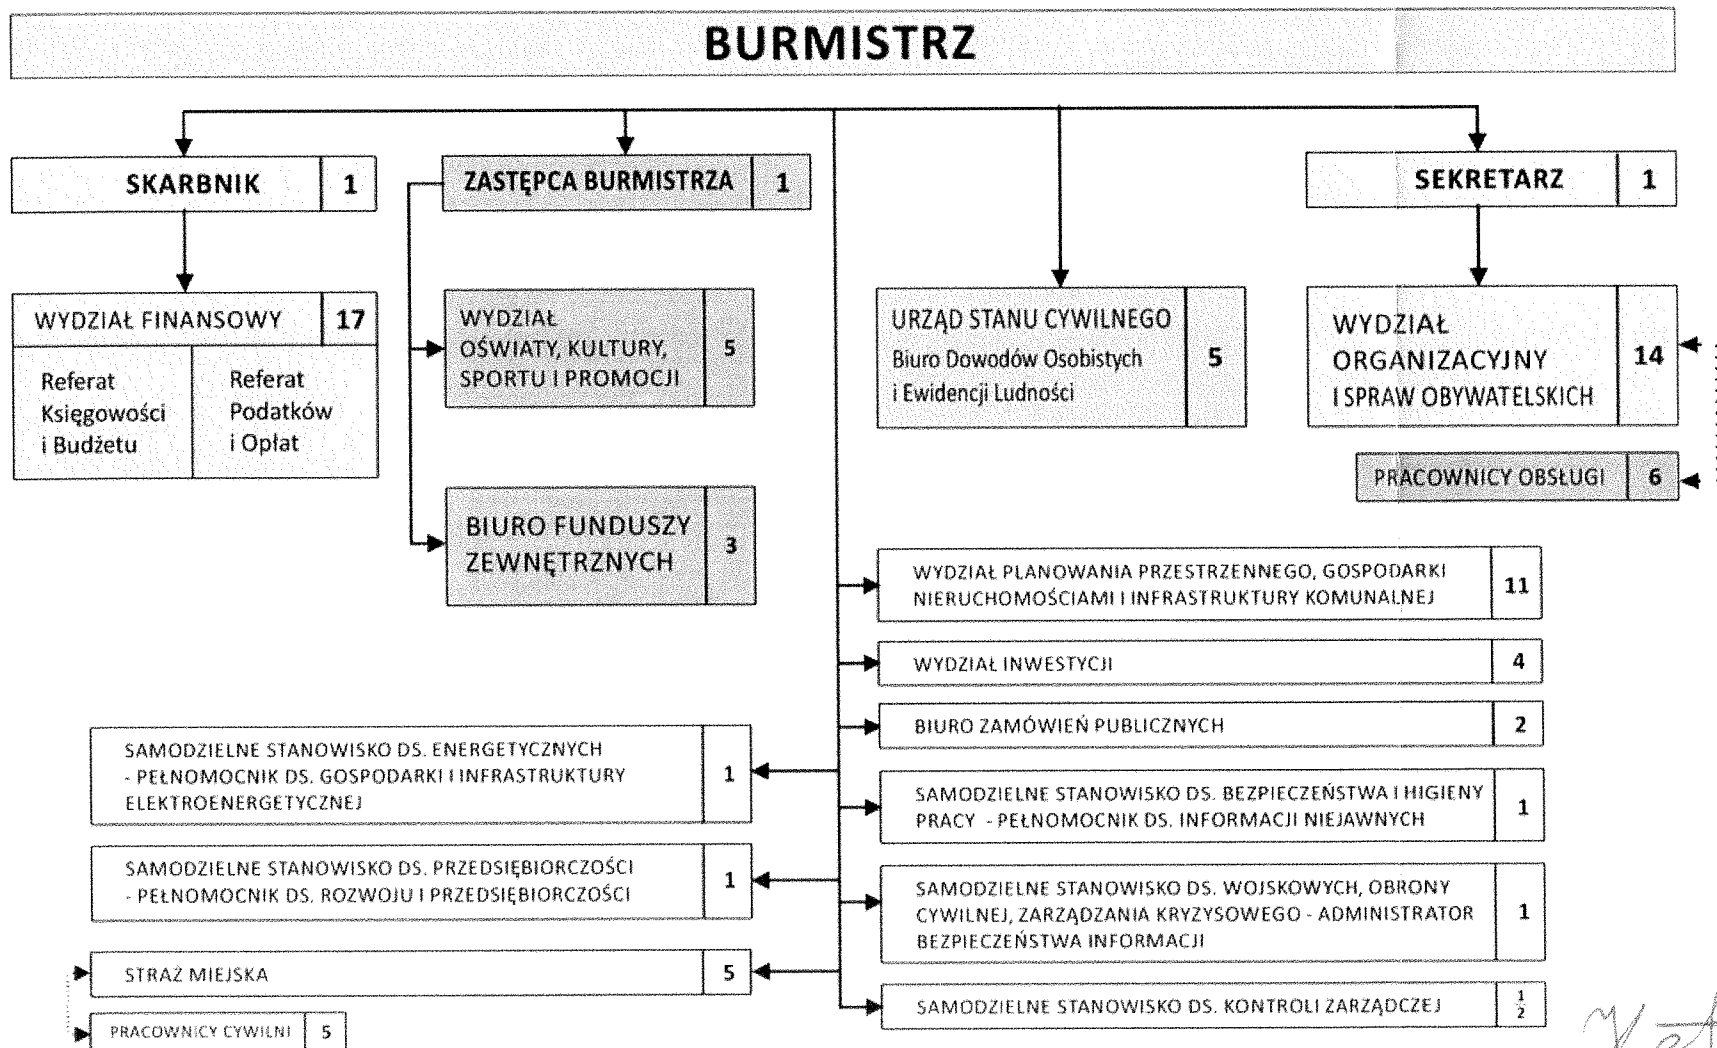 BURMISTRZ
SKARBNIK 1
ZASTĘPCA BURMISTRZA 1
SEKRETARZ 1
WYDZIAŁ FINANSOWY 17
Referat
Księgowości
i Budżetu
Referat
Podatków
i Opłat
WYDZIAŁ
OŚWIATY, KULTURY,
SPORTU I PROMOCJI
5
BIURO FUNDUSZY
ZEWNĘTRZNYCH
3
URZĄD STANU CYWILNEGO
Biuro Dowodów Osobistych
i Ewidencji Ludności
5
WYDZIAŁ
ORGANIZACYJNY
I SPRAW OBYWATELSKICH
14
PRACOWNICY OBSŁUGI 6
WYDZIAŁ PLANOWANIA PRZESTRZENNEGO, GOSPODARKI
NIERUCHOMOŚCIAMI I INFRASTRUKTURY KOMUNALNEJ
11
WYDZIAŁ INWESTYCJI 4
BIURO ZAMÓWIEŃ PUBLICZNYCH 2
SAMODZIELNE STANOWISKO DS. BEZPIECZEŃSTWA I HIGIENY
PRACY - PEŁNOMOCNIK DS. INFORMACJI NIEJAWNYCH
1
SAMODZIELNE STANOWISKO DS. WOJSKOWYCH, OBRONY
CYWILNEJ, ZARZĄDZANIA KRYZYSOWEGO - ADMINISTRATOR
BEZPIECZEŃSTWA INFORMACJI
1
SAMODZIELNE STANOWISKO DS. KONTROLI ZARZĄDCZEJ ½
SAMODZIELNE STANOWISKO DS. ENERGETYCZNYCH
- PEŁNOMOCNIK DS. GOSPODARKI I INFRASTRUKTURY
ELEKTROENERGETYCZNEJ
1
SAMODZIELNE STANOWISKO DS. PRZEDSIĘBIORCZOŚCI
- PEŁNOMOCNIK DS. ROZWOJU I PRZEDSIĘBIORCZOŚCI
1
STRAŻ MIEJSKA 5
PRACOWNICY CYWILNI 5